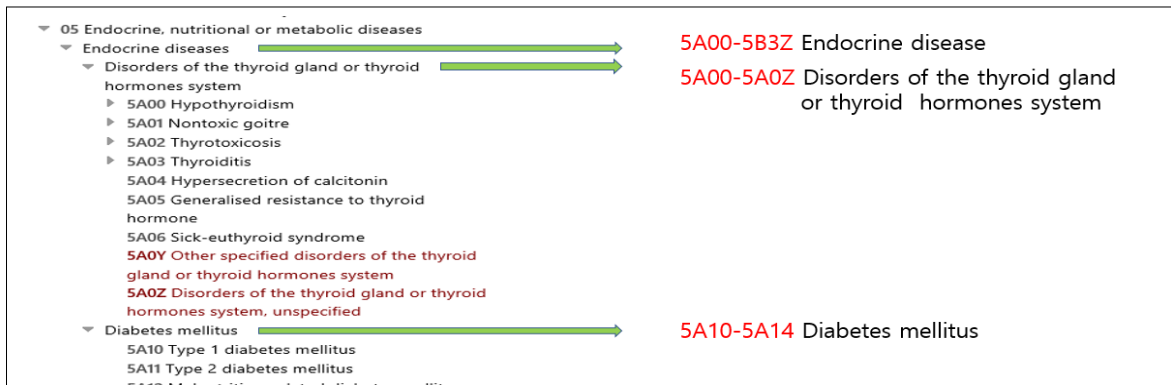 05 Endocrine, nutritional or metabolic diseases
Endocrine diseases
5A00-5B3Z Endocrine disease
Disorders of the thyroid gland or thyroid
hormones system
5A00-5A0Z Disorders of the thyroid gland
or thyroid hormones system
5A00 Hypothyroidism
5A01 Nontoxic goitre
5A02 Thyrotoxicosis
5A03 Thyroiditis
5A04 Hypersecretion of calcitonin
5A05 Generalised resistance to thyroid
hormone
5A06 Sick-euthyroid syndrome
5A0Y Other specified disorders of the thyroid
gland or thyroid hormones system
5A0Z Disorders of the thyroid gland or thyroid
hormones system, unspecified
Diabetes mellitus
5A10-5A14 Diabetes mellitus
5A10 Type 1 diabetes mellitus
5A11 Type 2 diabetes mellitus